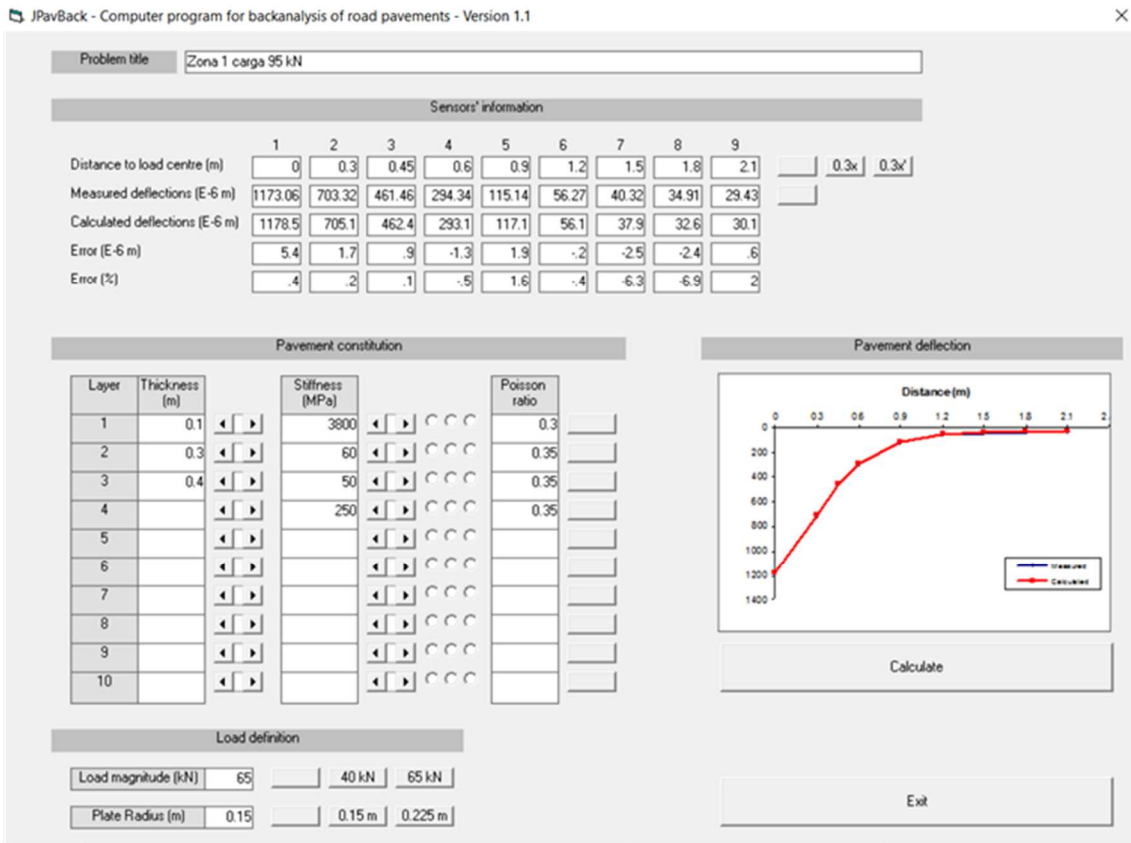 JPavBack - Computer program for backanalysis of road pavements - Version 1.1
Problem title Zona 1 carga 95 kN
Sensors' information
1 2 3 4 5 6 7 8 9
Distance to load centre (m) 0 0.3 0.45 0.6 0.9 1.2 1.5 1.8 2.1 0.3x 0.3x'
Measured deflections (E-6 m) 1173.06 703.32 461.46 294.34 115.14 56.27 40.32 34.91 29.43
Calculated deflections (E-6 m) 1178.5 705.1 462.4 293.1 117.1 56.1 37.9 32.6 30.1
Error (E-6 m) 5.4 1.7 .9 -1.3 1.9 -.2 -2.5 -2.4 .6
Error (%) .4 .2 .1 -.5 1.6 -.4 -6.3 -6.9 2
Pavement constitution
Layer Thickness (m) Stiffness (MPa) Poisson ratio
1 0.1 3800 0.3
2 0.3 60 0.35
3 0.4 50 0.35
4 250 0.35
5
6
7
8
9
10
Pavement deflection
Distance (m)
0 0.3 0.6 0.9 1.2 1.5 1.8 2.1 2.
0
200
400
600
800
1000
1200
1400
Measured
Calculated
Calculate
Load definition
Load magnitude (kN) 65 40 kN 65 kN
Plate Radius (m) 0.15 0.15 m 0.225 m
Exit